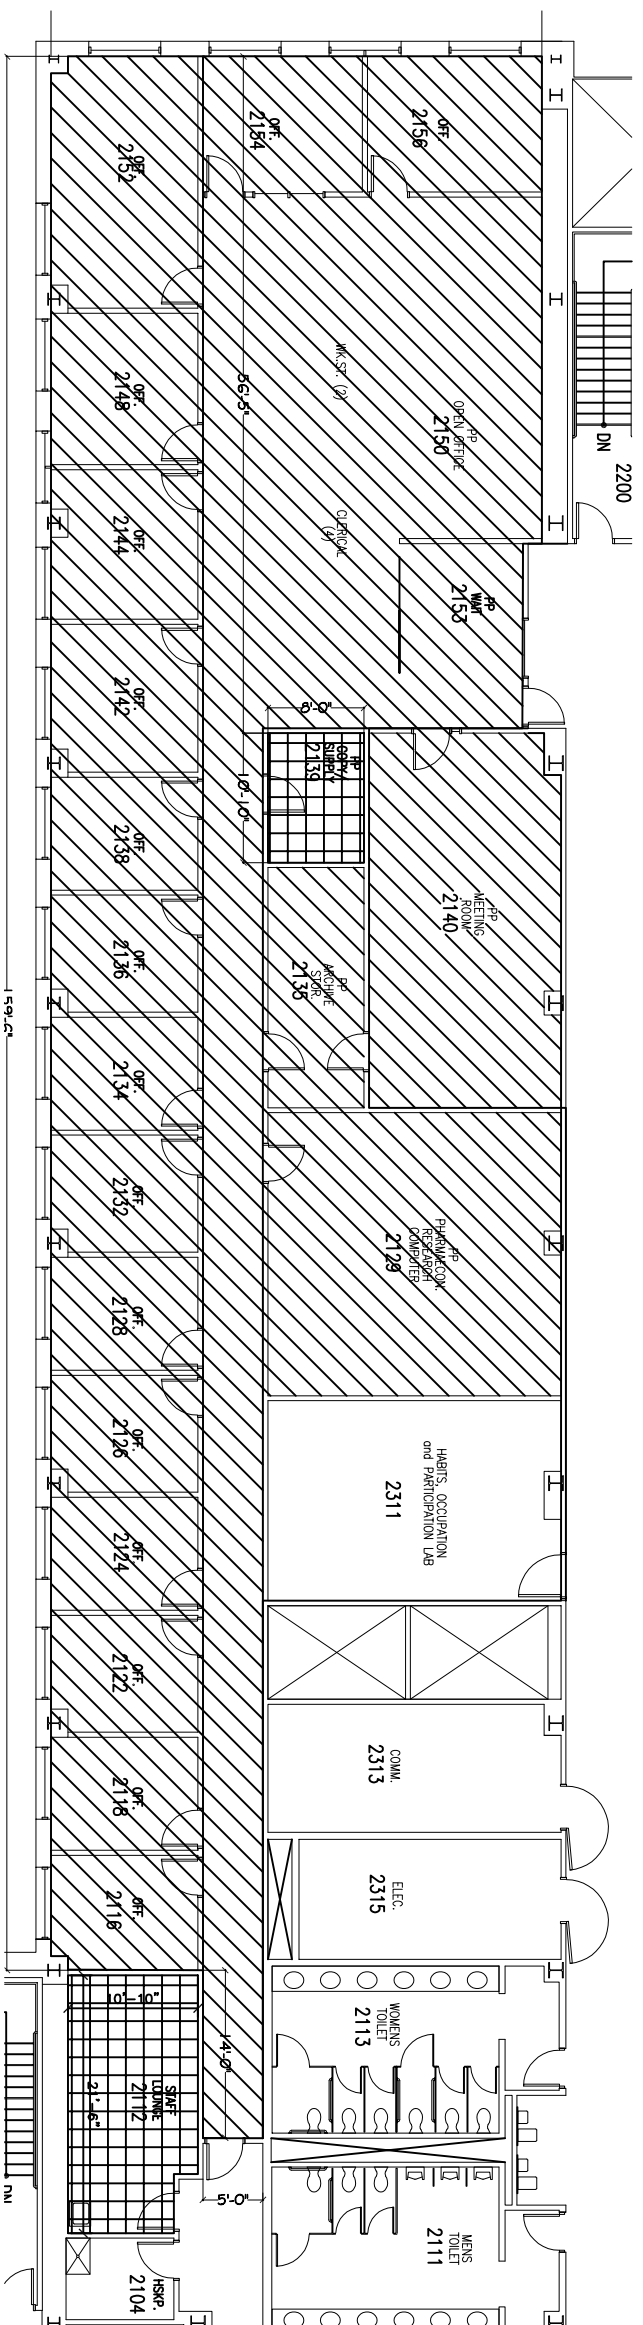 OFF.
2152
OFF.
2154
OFF.
2156
WK.ST. (2)
56'-5"
PP
OPEN OFFICE
2150
CLERICAL
(4)
PP
WAIT
2153
DN
2200
OFF.
2148
OFF.
2144
OFF.
2142
8'-0"
PP
COPY/
SUPPLY
2139
10'-10"
OFF.
2138
PP
MEETING
ROOM
2140
OFF.
2136
PP
ARCHIVE
STOR.
2135
159'-6"
OFF.
2134
OFF.
2132
PP
PHARMAECON.
RESEARCH
COMPUTER
2129
OFF.
2128
OFF.
2126
HABITS, OCCUPATION
and PARTICIPATION LAB
2311
OFF.
2124
OFF.
2122
COMM.
2313
OFF.
2118
ELEC.
2315
OFF.
2116
10'-10"
14'-0"
WOMENS
TOILET
2113
STAFF
LOUNGE
2112
21'-6"
DN
5'-0"
MENS
TOILET
2111
HSKP.
2104